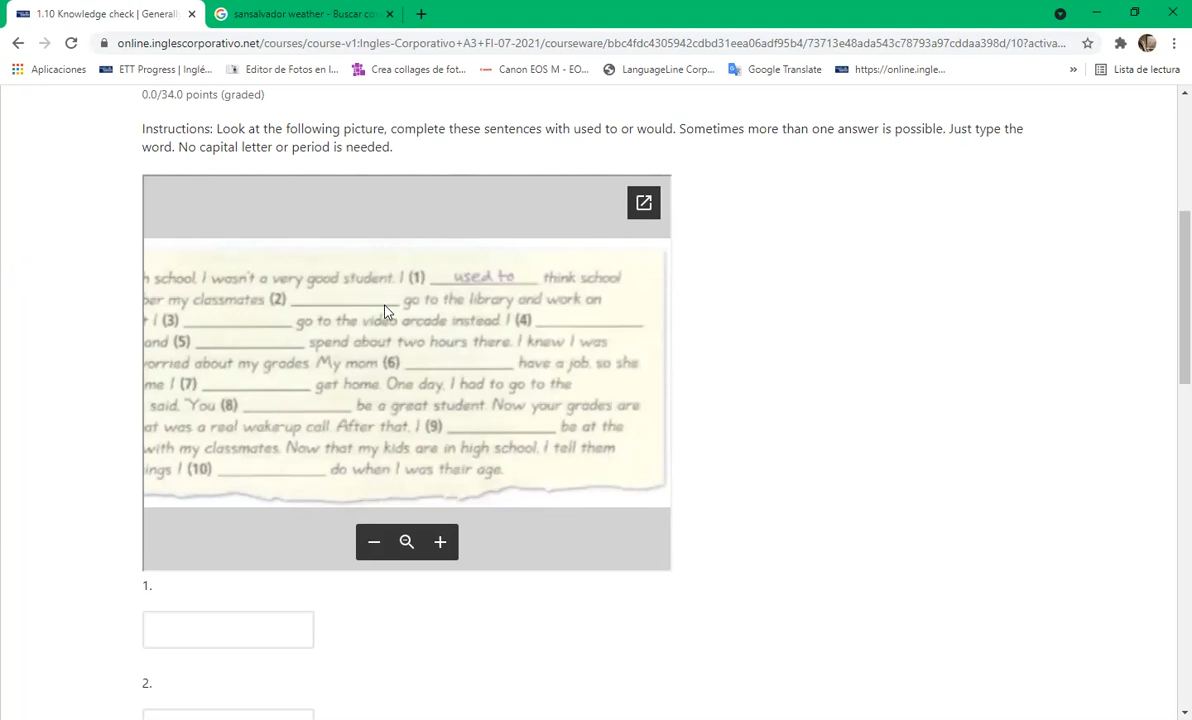 1.10 Knowledge check | Generally
sansalvador weather - Buscar co
online.inglescorporativo.net/courses/course-v1:Ingles-Corporativo+A3+FI-07-2021/courseware/bbc4fdc4305942cdbd31eea06adf95b4/73713e48ada543c78793a97cddaa398d/10?activa...
Aplicaciones ETT Progress | Inglé... Editor de Fotos en l... Crea collages de fot... Canon EOS M - EO... LanguageLine Corp... Google Translate https://online.ingle... » Lista de lectura
0.0/34.0 points (graded)
Instructions: Look at the following picture, complete these sentences with used to or would. Sometimes more than one answer is possible. Just type the
word. No capital letter or period is needed.
h school, I wasn't a very good student. I (1) used to think school
ber my classmates (2) ____ go to the library and work on
t I (3) ____ go to the video arcade instead. I (4) ____
and (5) ____ spend about two hours there. I knew I was
orried about my grades. My mom (6) ____ have a job, so she
me I (7) ____ get home. One day, I had to go to the
said, "You (8) ____ be a great student. Now your grades are
at was a real wake-up call. After that, I (9) ____ be at the
with my classmates. Now that my kids are in high school, I tell them
ings I (10) ____ do when I was their age.
1.
2.